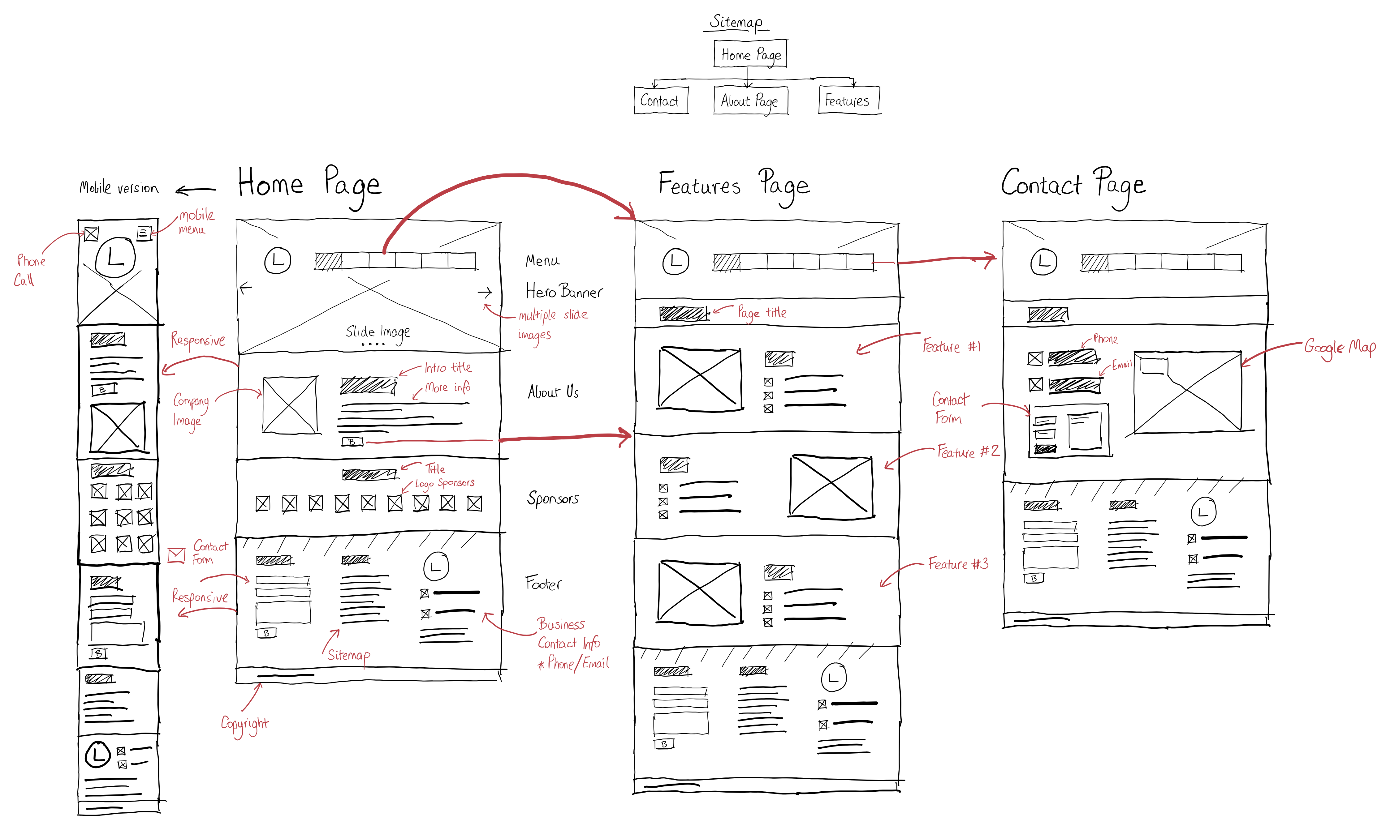 Sitemap
Home Page
Contact
About Page
Features
Mobile version
Home Page
Features Page
Contact Page
mobile
menu
Phone
Call
L
L
Menu
Hero Banner
multiple slide
images
Slide Image
Responsive
Company
Image
Intro title
More info
About Us
B
B
Title
Logo Sponsors
Sponsors
Contact
Form
Responsive
Footer
L
B
B
Sitemap
Business
Contact Info
* Phone/Email
Copyright
L
L
Page title
Feature #1
Feature #2
Feature #3
L
B
L
Phone
Email
Google Map
Contact
Form
L
B